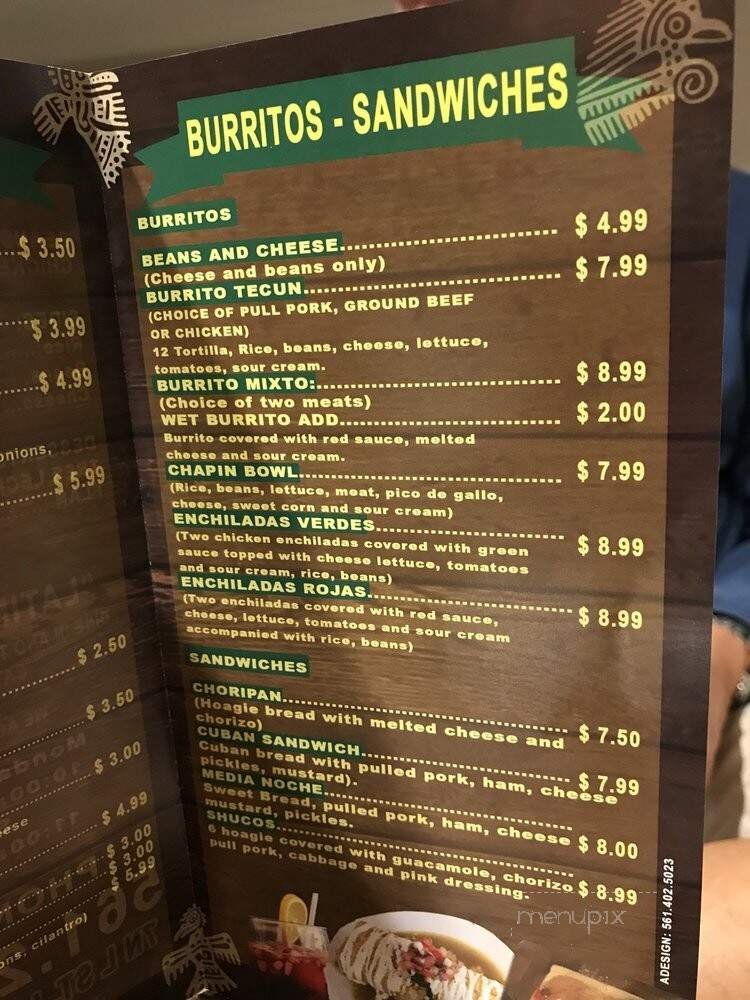 ...$ 3.50
$ 3.99
...$ 4.99
onions,
...$ 5.99
$ 2.50
$ 3.50
$ 3.00
$ 4.99
$ 3.00
$ 3.00
5.99
cilantro)
BURRITOS - SANDWICHES
BURRITOS
BEANS AND CHEESE........ $ 4.99
(Cheese and beans only)
BURRITO TECUN........ $ 7.99
(CHOICE OF PULL PORK, GROUND BEEF
OR CHICKEN)
12 Tortilla, Rice, beans, cheese, lettuce,
tomatoes, sour cream.
BURRITO MIXTO:........ $ 8.99
(Choice of two meats)
WET BURRITO ADD........ $ 2.00
Burrito covered with red sauce, melted
cheese and sour cream.
CHAPIN BOWL........ $ 7.99
(Rice, beans, lettuce, meat, pico de gallo,
cheese, sweet corn and sour cream)
ENCHILADAS VERDES........ $ 8.99
(Two chicken enchiladas covered with green
sauce topped with cheese lettuce, tomatoes
and sour cream, rice, beans)
ENCHILADAS ROJAS........ $ 8.99
(Two enchiladas covered with red sauce,
cheese, lettuce, tomatoes and sour cream
accompanied with rice, beans)
SANDWICHES
CHORIPAN........ $ 7.50
(Hoagie bread with melted cheese and
chorizo)
CUBAN SANDWICH........ $ 7.99
Cuban bread with pulled pork, ham, cheese
pickles, mustard).
MEDIA NOCHE........ $ 8.00
Sweet Bread, pulled pork, ham, cheese
mustard, pickles.
SHUCOS........ $ 8.99
6 hoagie covered with guacamole, chorizo
pull pork, cabbage and pink dressing.
menupix
ADESIGN: 561.402.5023